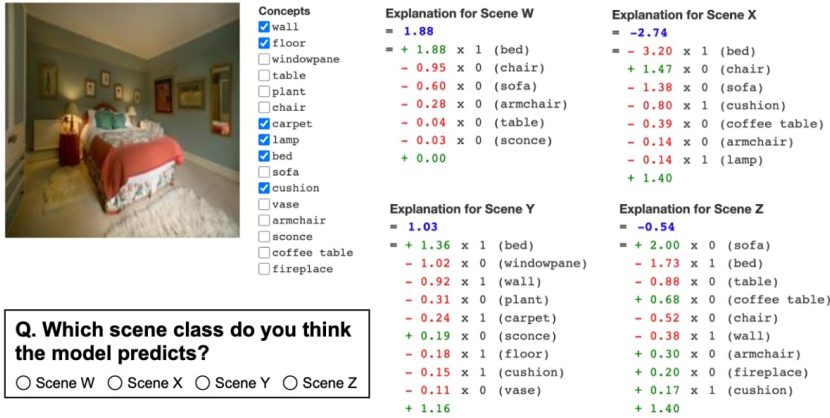 Concepts
wall
floor
windowpane
table
plant
chair
carpet
lamp
bed
sofa
cushion
vase
armchair
sconce
coffee table
fireplace
Q. Which scene class do you think
the model predicts?
Scene W Scene X Scene Y Scene Z
Explanation for Scene W
= 1.88
= + 1.88 x 1 (bed)
- 0.95 x 0 (chair)
- 0.60 x 0 (sofa)
- 0.28 x 0 (armchair)
- 0.04 x 0 (table)
- 0.03 x 0 (sconce)
+ 0.00
Explanation for Scene X
= -2.74
= - 3.20 x 1 (bed)
+ 1.47 x 0 (chair)
- 1.38 x 0 (sofa)
- 0.80 x 1 (cushion)
- 0.39 x 0 (coffee table)
- 0.14 x 0 (armchair)
- 0.14 x 1 (lamp)
+ 1.40
Explanation for Scene Y
= 1.03
= + 1.36 x 1 (bed)
- 1.02 x 0 (windowpane)
- 0.92 x 1 (wall)
- 0.31 x 0 (plant)
- 0.24 x 1 (carpet)
+ 0.19 x 0 (sconce)
- 0.18 x 1 (floor)
- 0.15 x 1 (cushion)
- 0.11 x 0 (vase)
+ 1.16
Explanation for Scene Z
= -0.54
= + 2.00 x 0 (sofa)
- 1.73 x 1 (bed)
- 0.88 x 0 (table)
+ 0.68 x 0 (coffee table)
- 0.52 x 0 (chair)
- 0.38 x 1 (wall)
+ 0.30 x 0 (armchair)
+ 0.20 x 0 (fireplace)
+ 0.17 x 1 (cushion)
+ 1.40